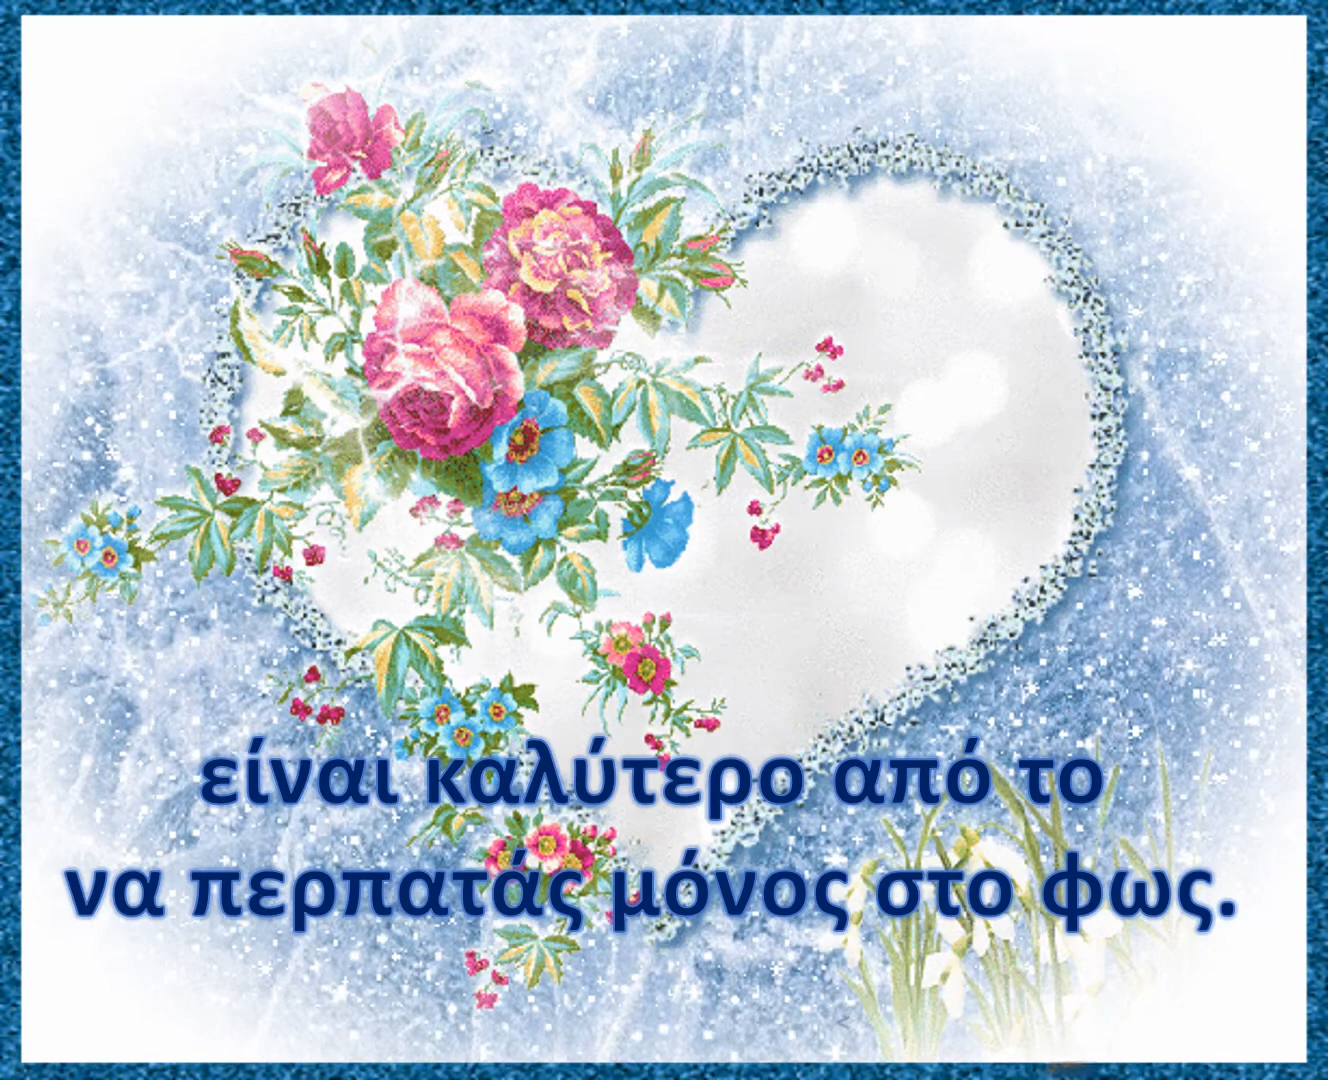 είναι καλύτερο από το
να περπατάς μόνος στο φως.